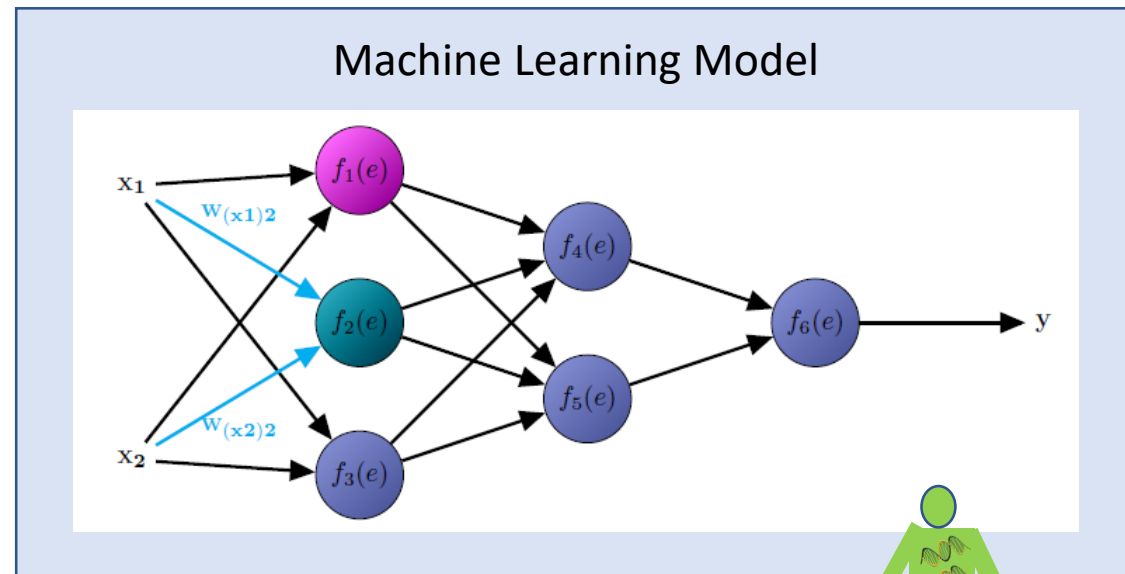 Machine Learning Model
x₁
w₍ₓ₁₎₂
f₁(e)
f₄(e)
f₂(e)
f₆(e)
y
f₅(e)
w₍ₓ₂₎₂
x₂
f₃(e)